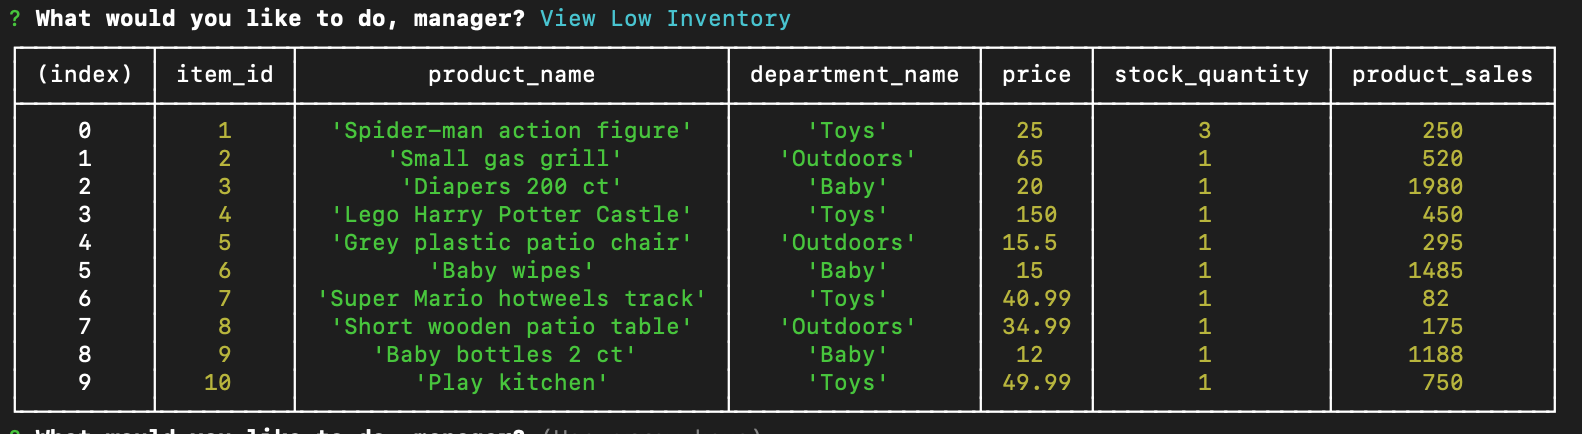 ? What would you like to do, manager? View Low Inventory
(index) item_id product_name department_name price stock_quantity product_sales
0 1 'Spider-man action figure' 'Toys' 25 3 250
1 2 'Small gas grill' 'Outdoors' 65 1 520
2 3 'Diapers 200 ct' 'Baby' 20 1 1980
3 4 'Lego Harry Potter Castle' 'Toys' 150 1 450
4 5 'Grey plastic patio chair' 'Outdoors' 15.5 1 295
5 6 'Baby wipes' 'Baby' 15 1 1485
6 7 'Super Mario hotweels track' 'Toys' 40.99 1 82
7 8 'Short wooden patio table' 'Outdoors' 34.99 1 175
8 9 'Baby bottles 2 ct' 'Baby' 12 1 1188
9 10 'Play kitchen' 'Toys' 49.99 1 750
? What would you like to do, manager?